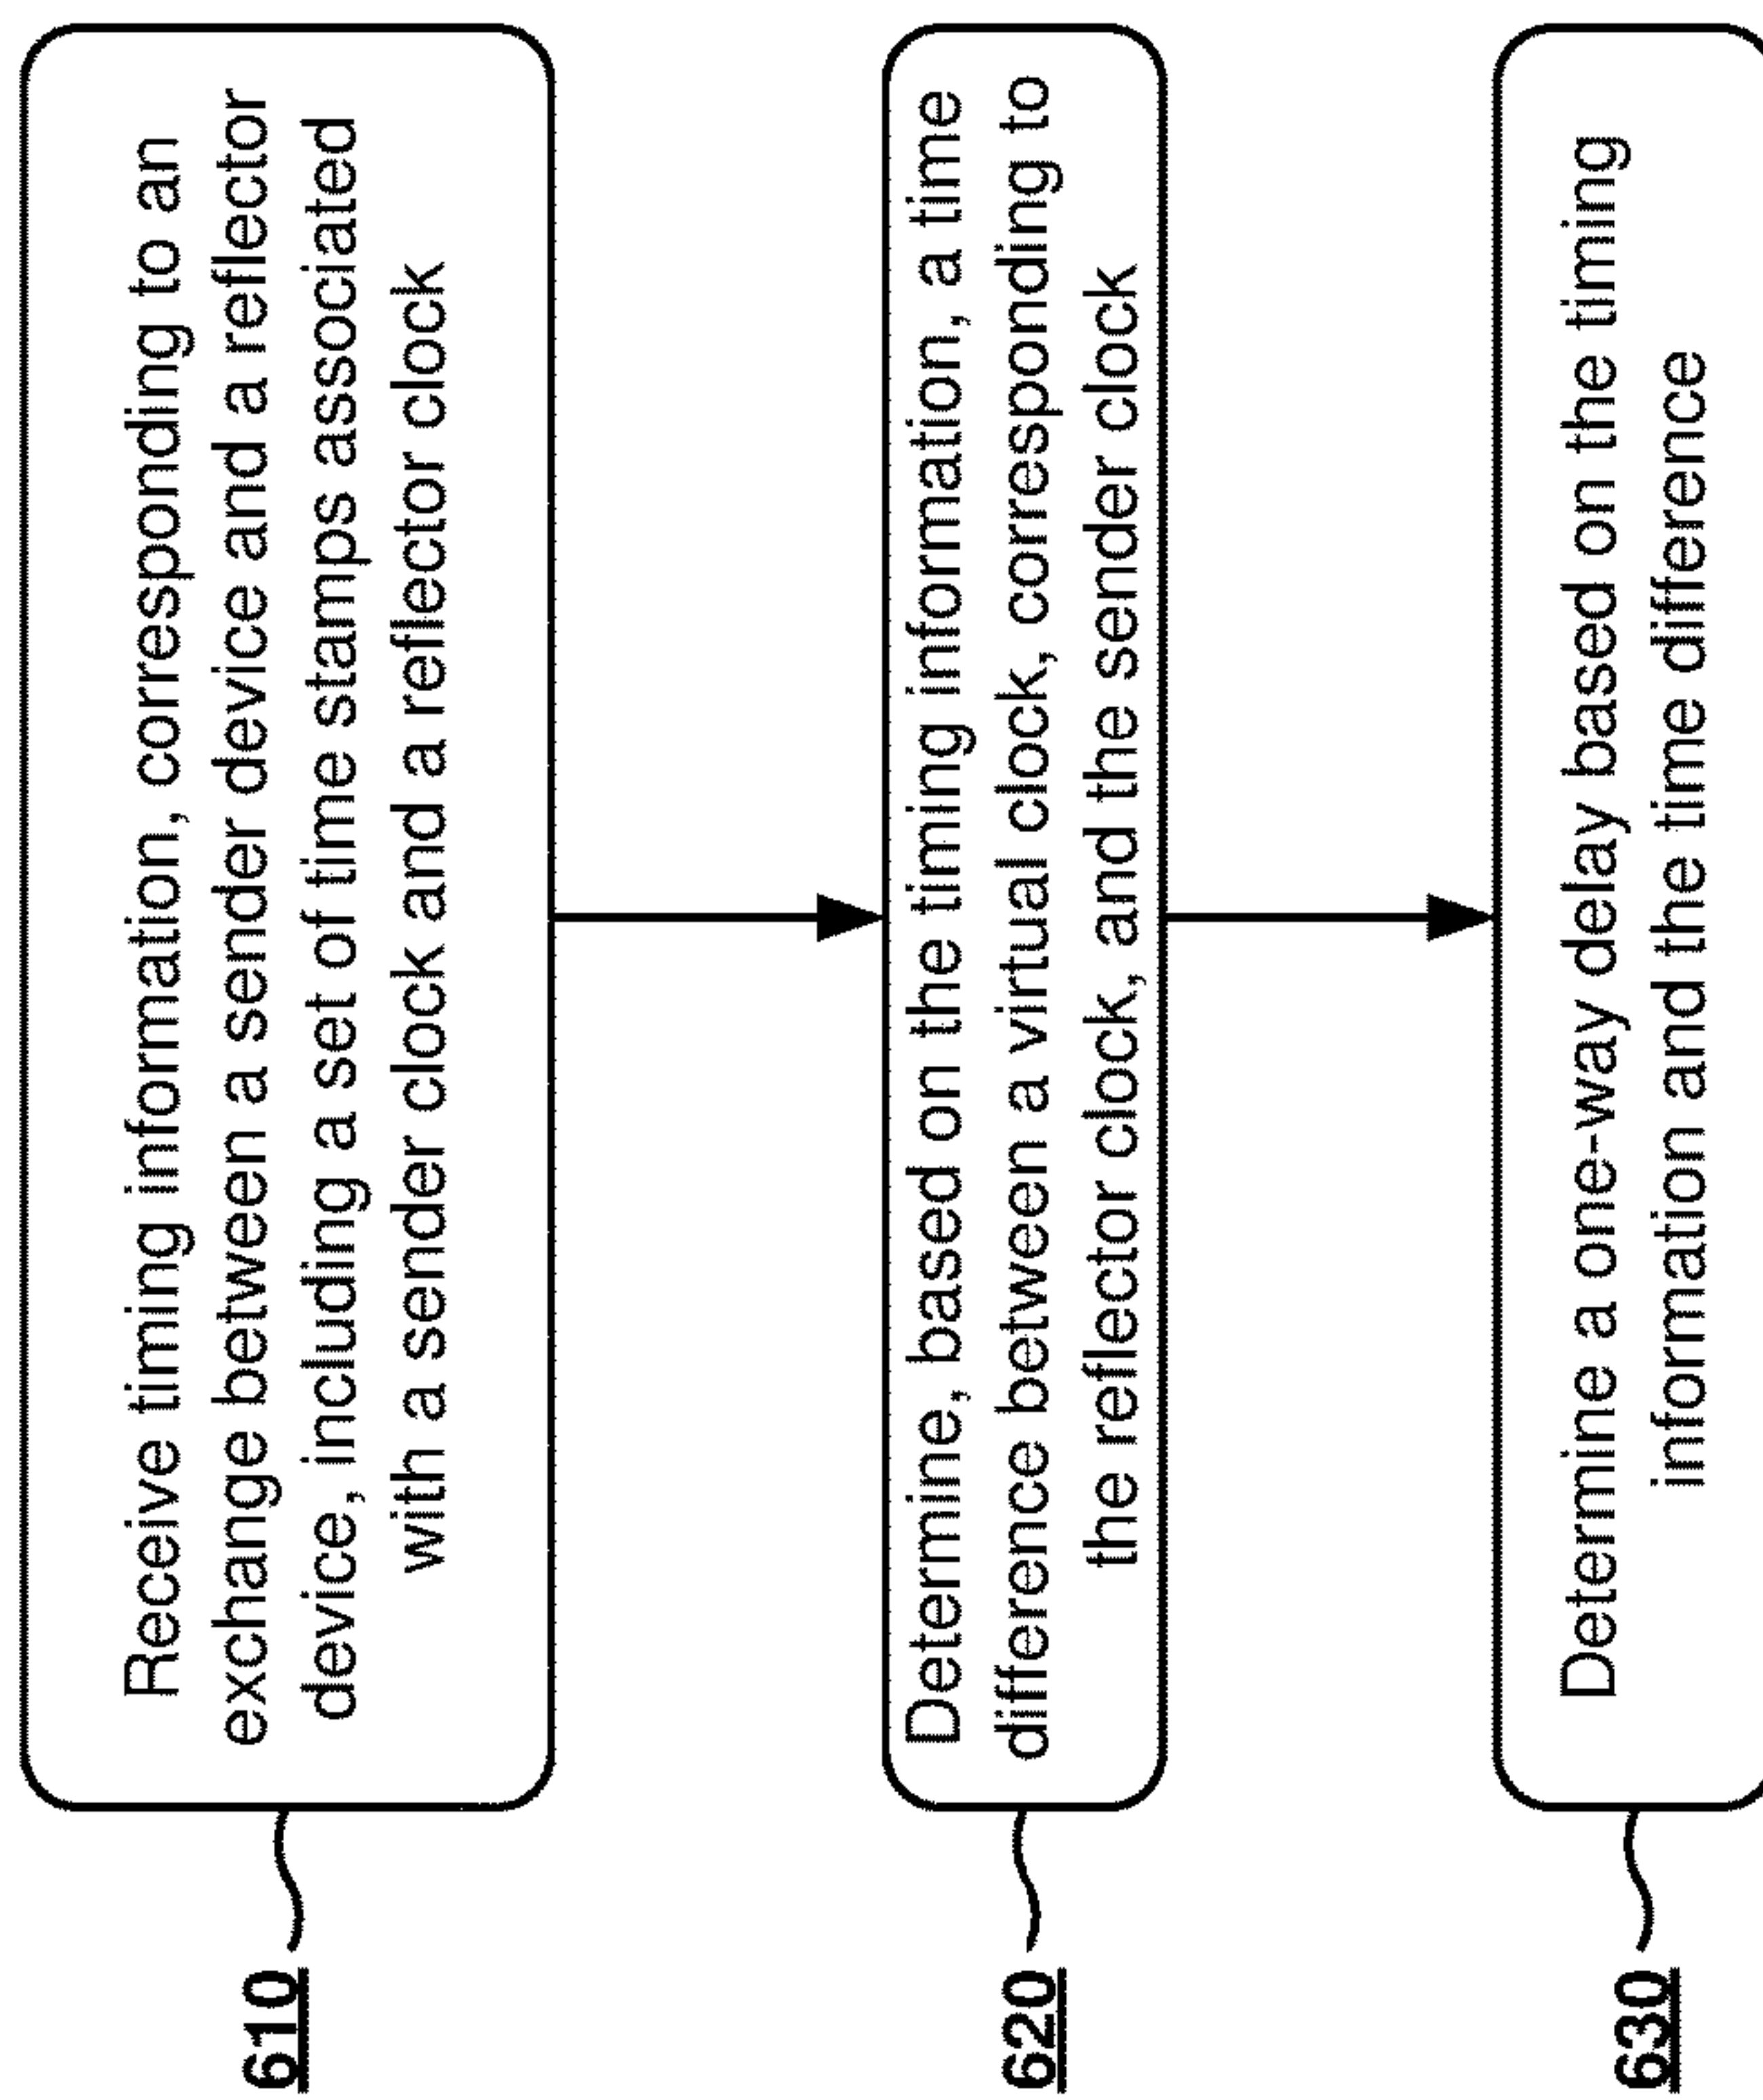 610
Receive timing information, corresponding to an
exchange between a sender device and a reflector
device, including a set of time stamps associated
with a sender clock and a reflector clock
620
Determine, based on the timing information, a time
difference between a virtual clock, corresponding to
the reflector clock, and the sender clock
630
Determine a one-way delay based on the timing
information and the time difference